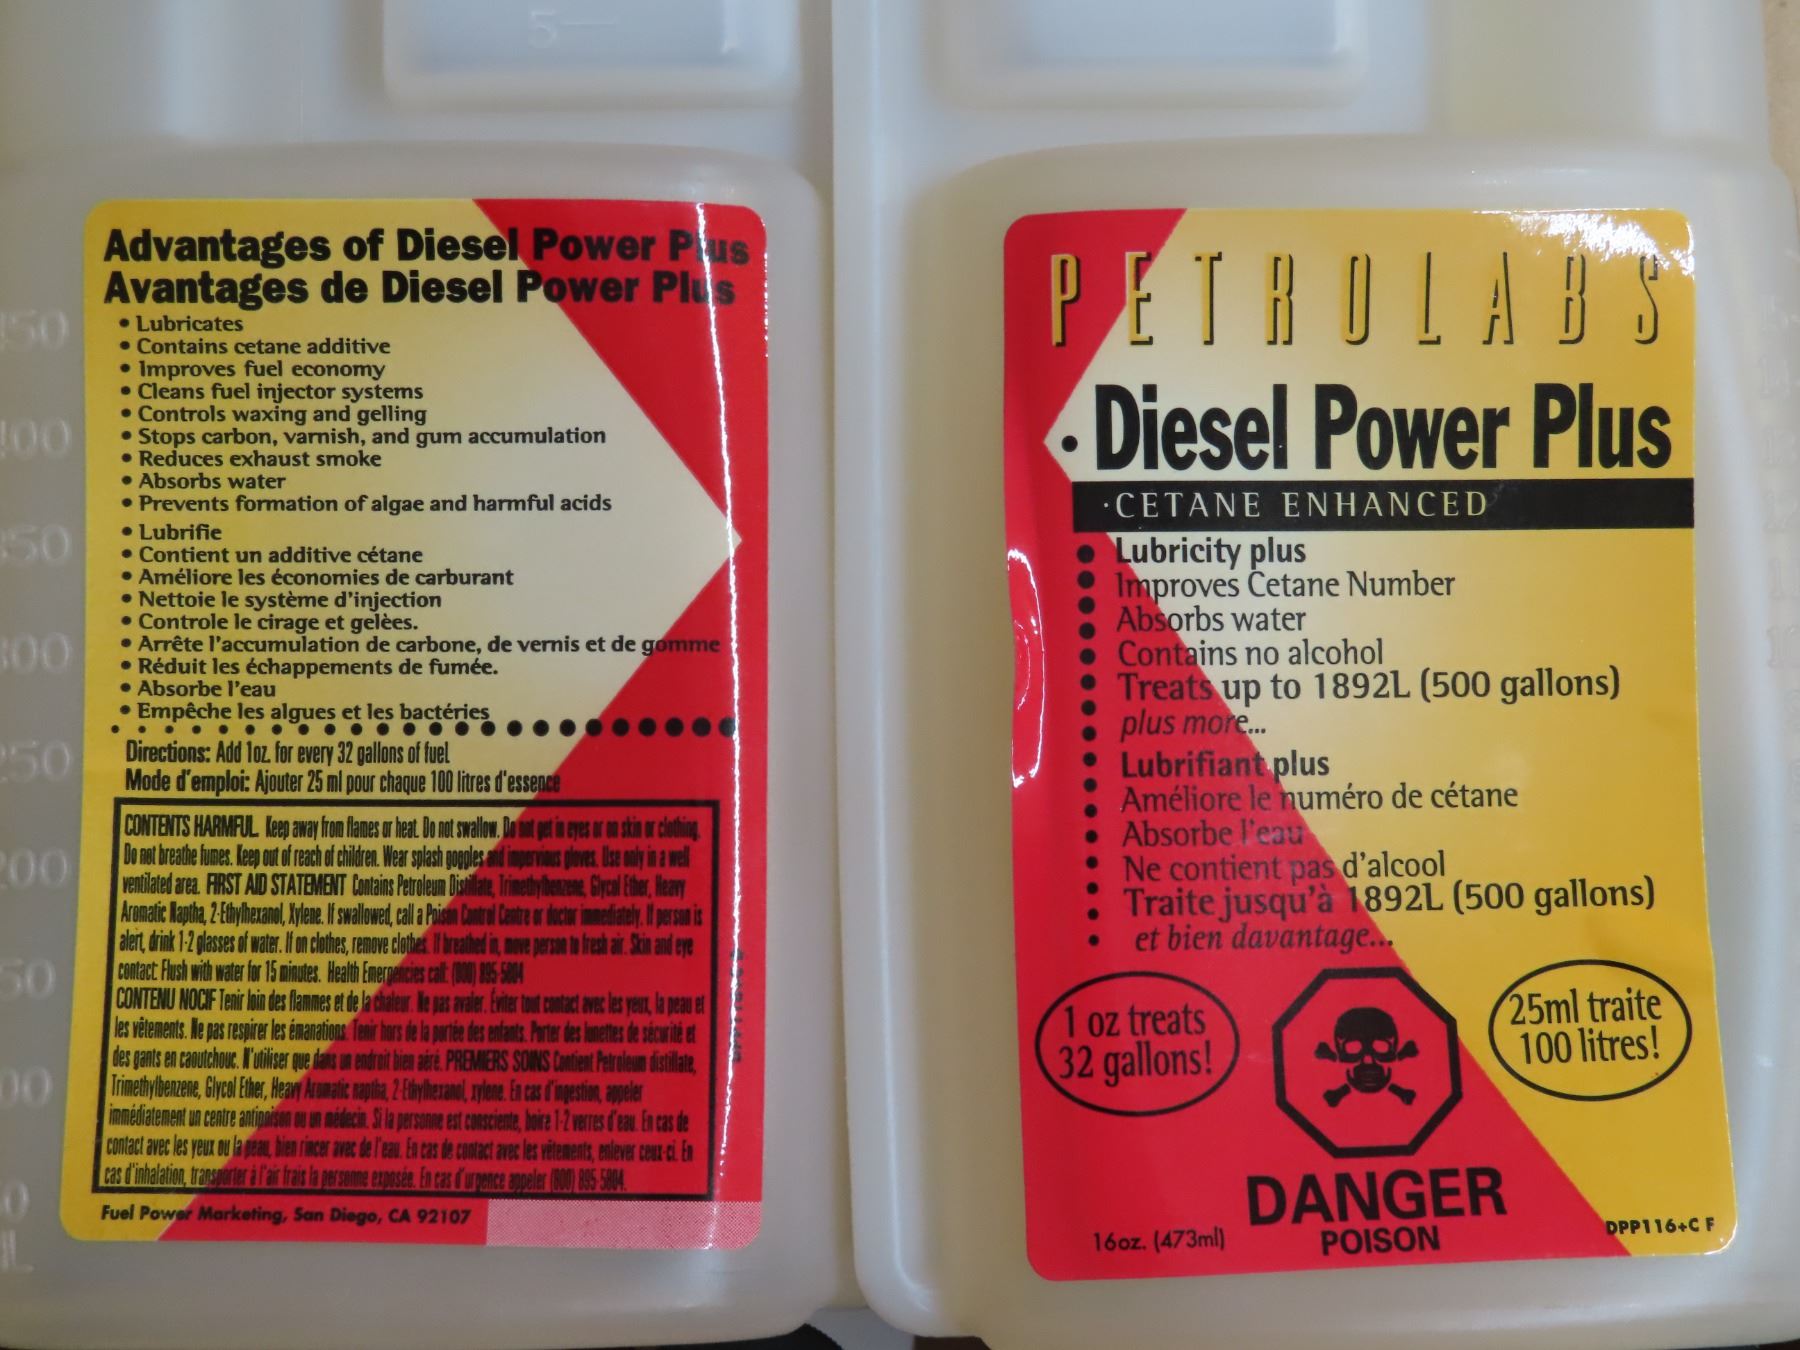 5
Advantages of Diesel Power Plus
Avantages de Diesel Power Plus
• Lubricates
• Contains cetane additive
• Improves fuel economy
• Cleans fuel injector systems
• Controls waxing and gelling
• Stops carbon, varnish, and gum accumulation
• Reduces exhaust smoke
• Absorbs water
• Prevents formation of algae and harmful acids
• Lubrifie
• Contient un additive cétane
• Améliore les économies de carburant
• Nettoie le système d'injection
• Controle le cirage et gelèes.
• Arrête l'accumulation de carbone, de vernis et de gomme
• Réduit les échappements de fumée.
• Absorbe l'eau
• Empêche les algues et les bactéries
Directions: Add 1oz. for every 32 gallons of fuel
Mode d'emploi: Ajouter 25 ml pour chaque 100 litres d'essence
CONTENTS HARMFUL. Keep away from flames or heat. Do not swallow. Do not get in eyes or on skin or clothing.
Do not breathe fumes. Keep out of reach of children. Wear splash goggles and impervious gloves. Use only in a well
ventilated area. FIRST AID STATEMENT Contains Petroleum Distillate, Trimethylbenzene, Glycol Ether, Heavy
Aromatic Naptha, 2-Ethylhexanol, Xylene. If swallowed, call a Poison Control Centre or doctor immediately. If person is
alert, drink 1-2 glasses of water. If on clothes, remove clothes. If breathed in, move person to fresh air. Skin and eye
contact: Flush with water for 15 minutes. Health Emergencies call: (800) 895-5804
CONTENU NOCIF Tenir loin des flammes et de la chaleur. Ne pas avaler. Éviter tout contact avec les yeux, la peau et
les vêtements. Ne pas respirer les émanations. Tenir hors de la portée des enfants. Porter des lunettes de sécurité et
des gants en caoutchouc. N'utiliser que dans un endroit bien aéré. PREMIERS SOINS Contient Petroleum distillate,
Trimethylbenzene, Glycol Ether, Heavy Aromatic naptha, 2-Ethylhexanol, xylene. En cas d'ingestion, appeler
immédiatement un centre antipoison ou un médecin. Si la personne est consciente, boire 1-2 verres d'eau. En cas de
contact avec les yeux ou la peau, bien rincer avec de l'eau. En cas de contact avec les vêtements, enlever ceux-ci. En
cas d'inhalation, transporter à l'air frais la personne exposée. En cas d'urgence appeler (800) 895-5804.
Fuel Power Marketing, San Diego, CA 92107
PETROLABS
• Diesel Power Plus
·CETANE ENHANCED
• Lubricity plus
• Improves Cetane Number
• Absorbs water
• Contains no alcohol
• Treats up to 1892L (500 gallons)
• plus more...
• Lubrifiant plus
• Améliore le numéro de cétane
• Absorbe l'eau
• Ne contient pas d'alcool
• Traite jusqu'à 1892L (500 gallons)
• et bien davantage...
1 oz treats
32 gallons!
25ml traite
100 litres!
DANGER
POISON
16oz. (473ml)
DPP116+C F